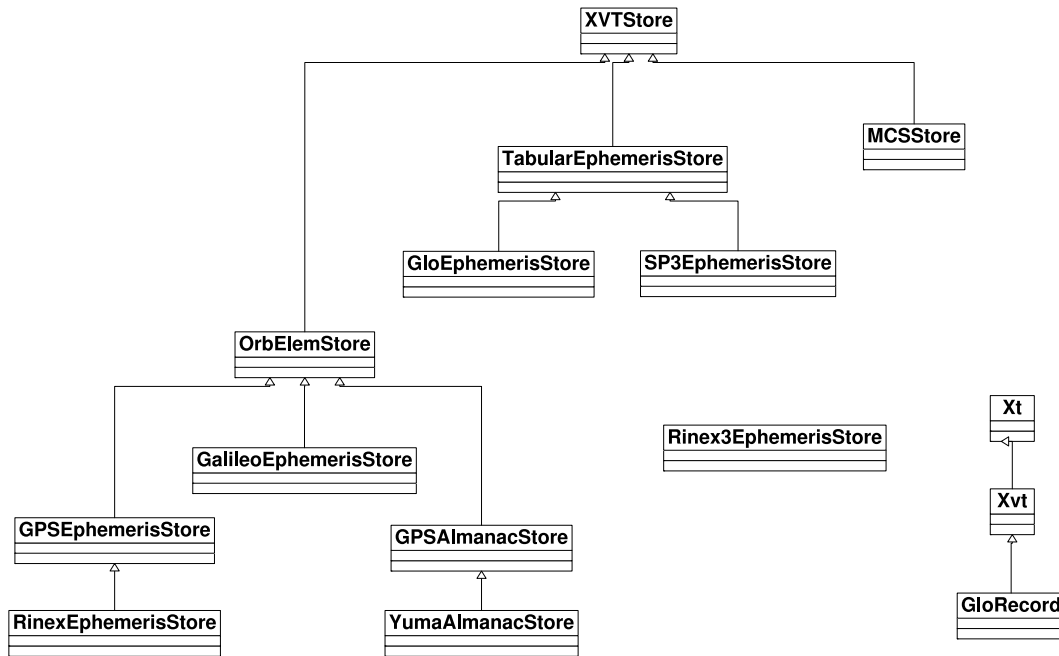 XVTStore
MCSStore
TabularEphemerisStore
GloEphemerisStore
SP3EphemerisStore
OrbElemStore
Xt
Rinex3EphemerisStore
GalileoEphemerisStore
Xvt
GPSEphemerisStore
GPSAlmanacStore
GloRecord
RinexEphemerisStore
YumaAlmanacStore